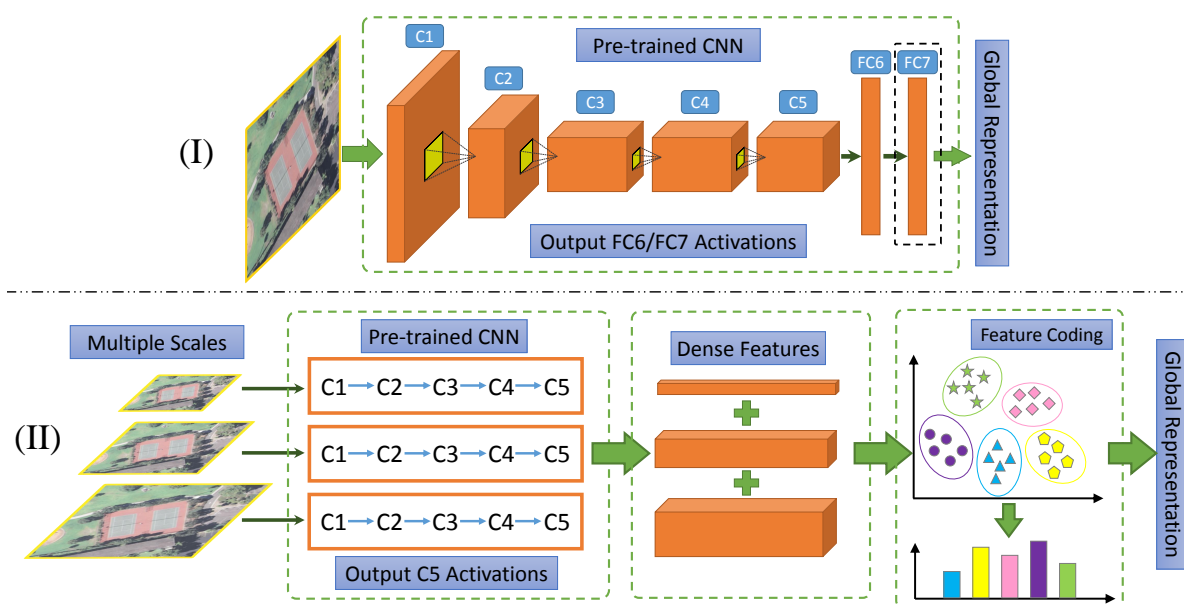 C1
Pre-trained CNN
C2
C3
C4
C5
FC6
FC7
(I)
Output FC6/FC7 Activations
Global Representation
Multiple Scales
Pre-trained CNN
Dense Features
Feature Coding
C1 C2 C3 C4 C5
(II)
C1 C2 C3 C4 C5
C1 C2 C3 C4 C5
Output C5 Activations
Global Representation